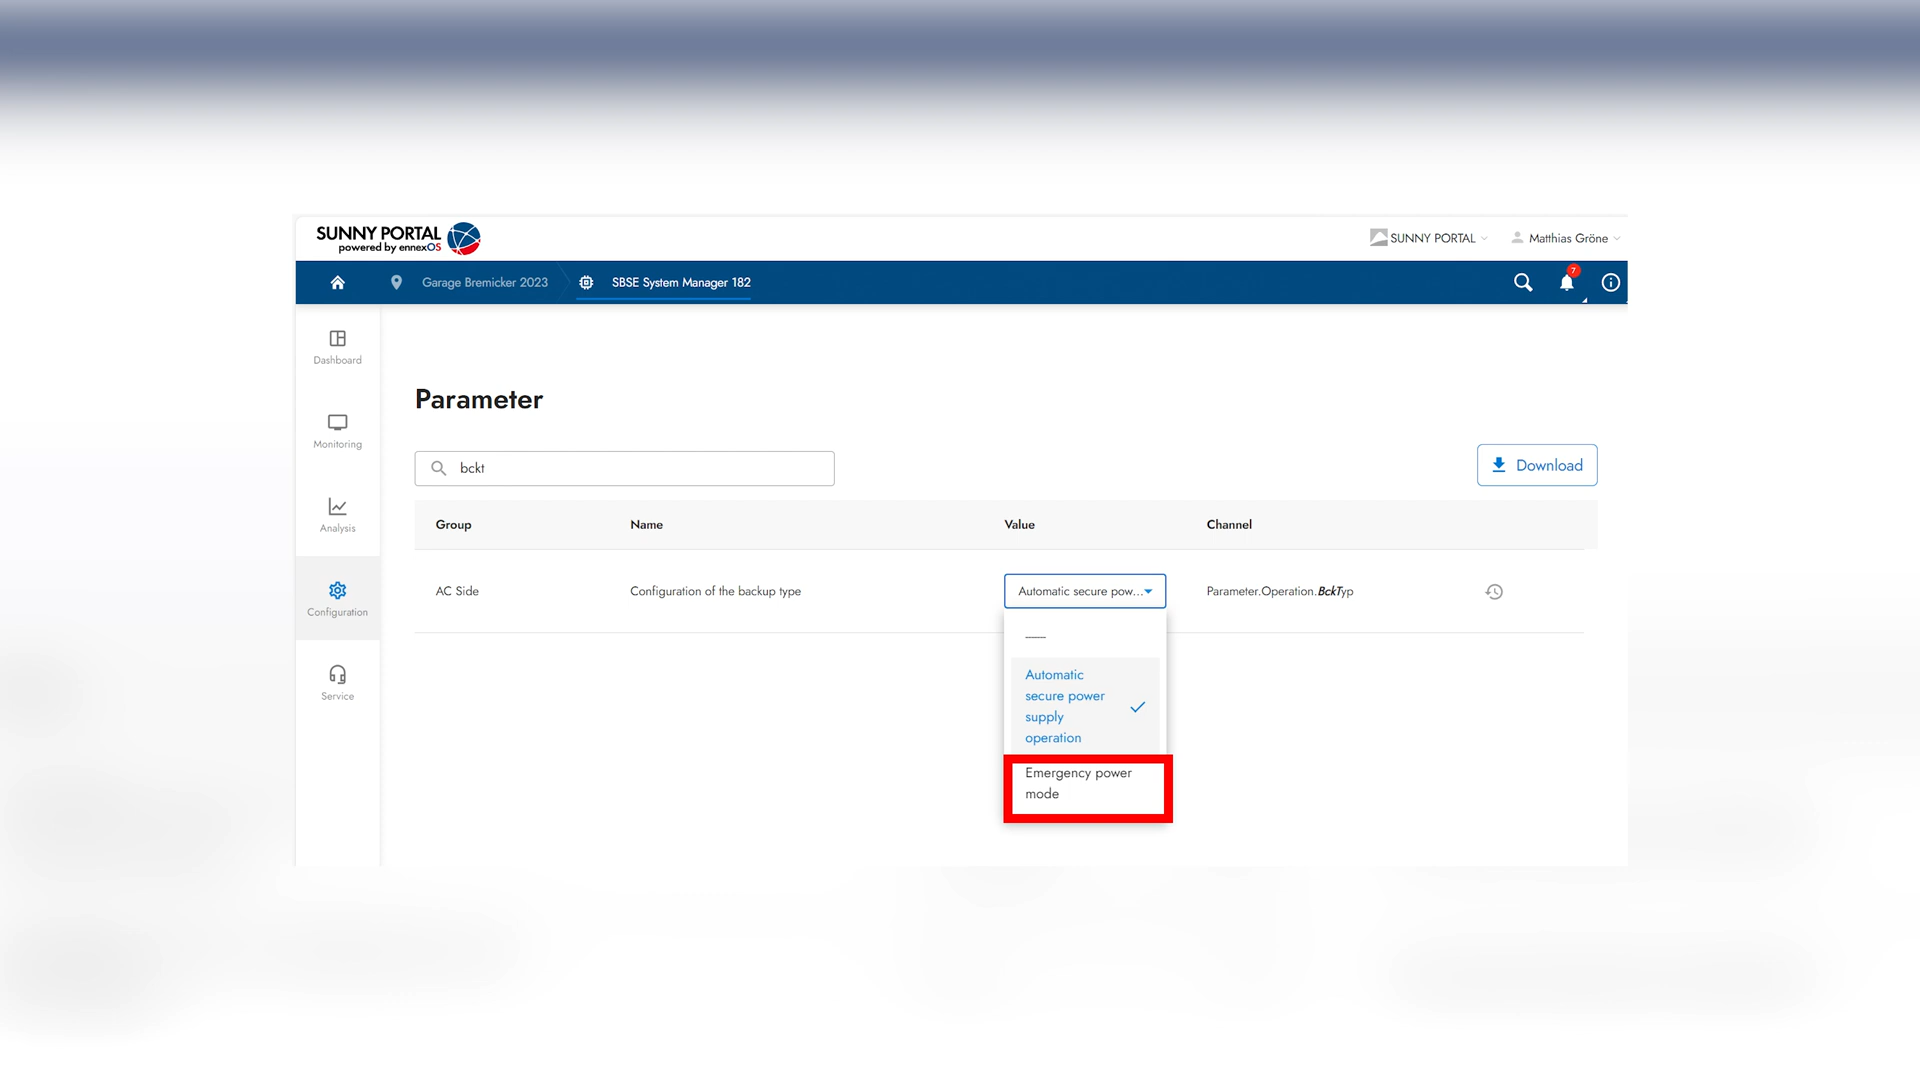 SUNNY PORTAL
powered by ennexOS
SUNNY PORTAL
Matthias Gröne
Garage Bremicker 2023
SBSE System Manager 182
7
Dashboard
Monitoring
Analysis
Configuration
Service
Parameter
bckt
Download
Group
Name
Value
Channel
AC Side
Configuration of the backup type
Automatic secure pow...
Parameter.Operation.BckTyp
Automatic
secure power
supply
operation
Emergency power
mode